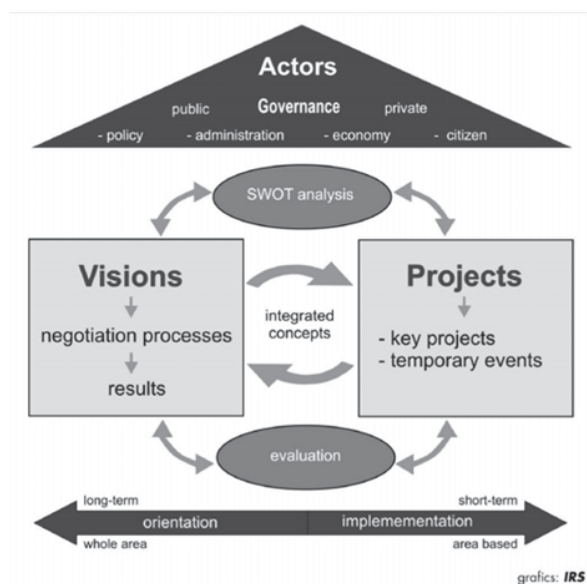 Actors
public Governance private
- policy - administration - economy - citizen
SWOT analysis
Visions
negotiation processes
results
integrated
concepts
Projects
- key projects
- temporary events
evaluation
long-term short-term
orientation implemementation
whole area area based
grafics: IRS